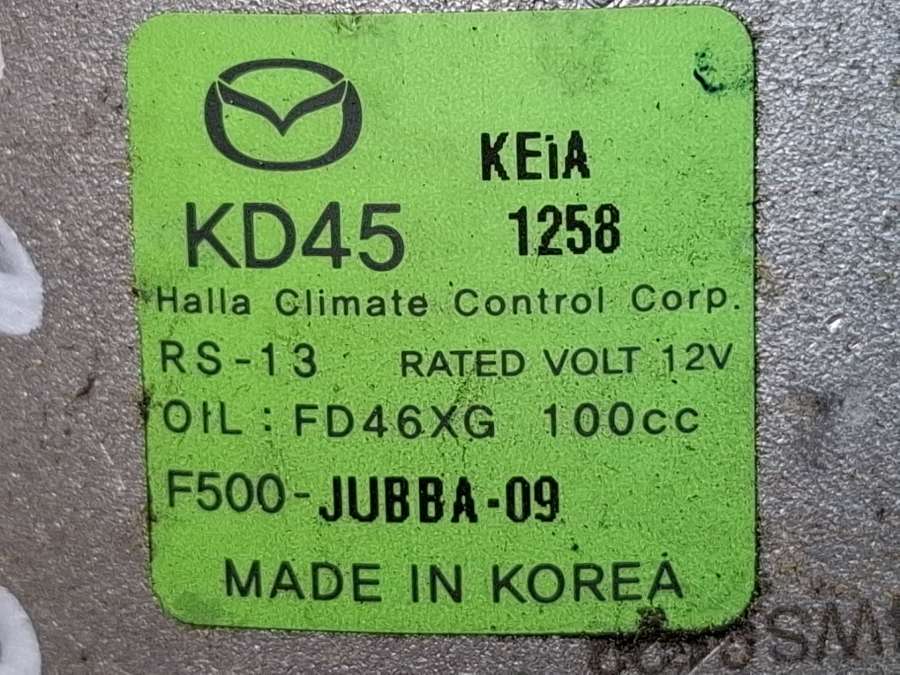 KEiA
KD45 1258
Halla Climate Control Corp.
RS-13 RATED VOLT 12V
OIL: FD46XG 100cc
F500-JUBBA-09
MADE IN KOREA